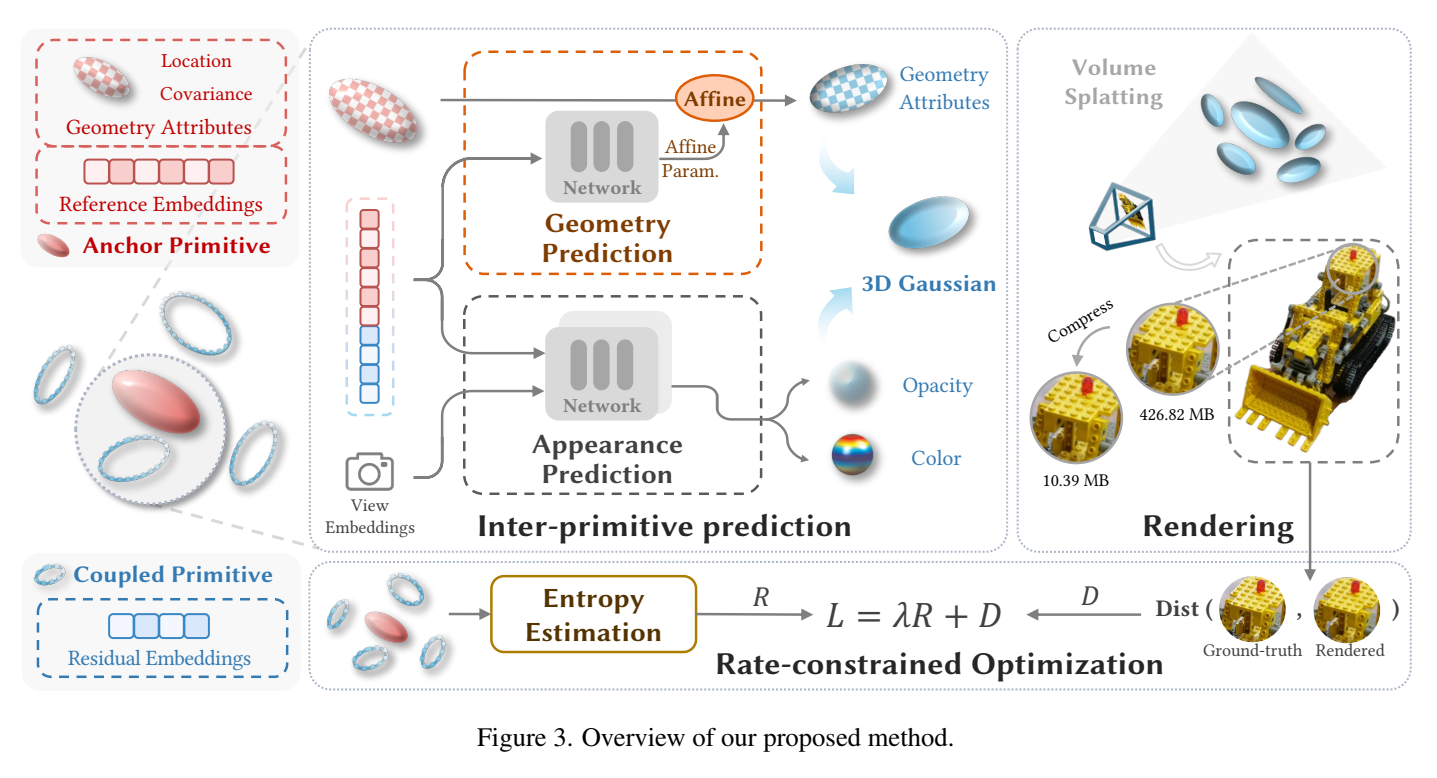 Location
Covariance
Geometry Attributes
Reference Embeddings
Anchor Primitive
Coupled Primitive
Residual Embeddings
Affine
Affine
Param.
Network
Geometry
Prediction
Geometry
Attributes
3D Gaussian
Network
Appearance
Prediction
Opacity
Color
View
Embeddings
Inter-primitive prediction
Volume
Splatting
Compress
426.82 MB
10.39 MB
Rendering
Entropy
Estimation
R
L = λR + D
D
Dist ( , )
Ground-truth Rendered
Rate-constrained Optimization
Figure 3. Overview of our proposed method.